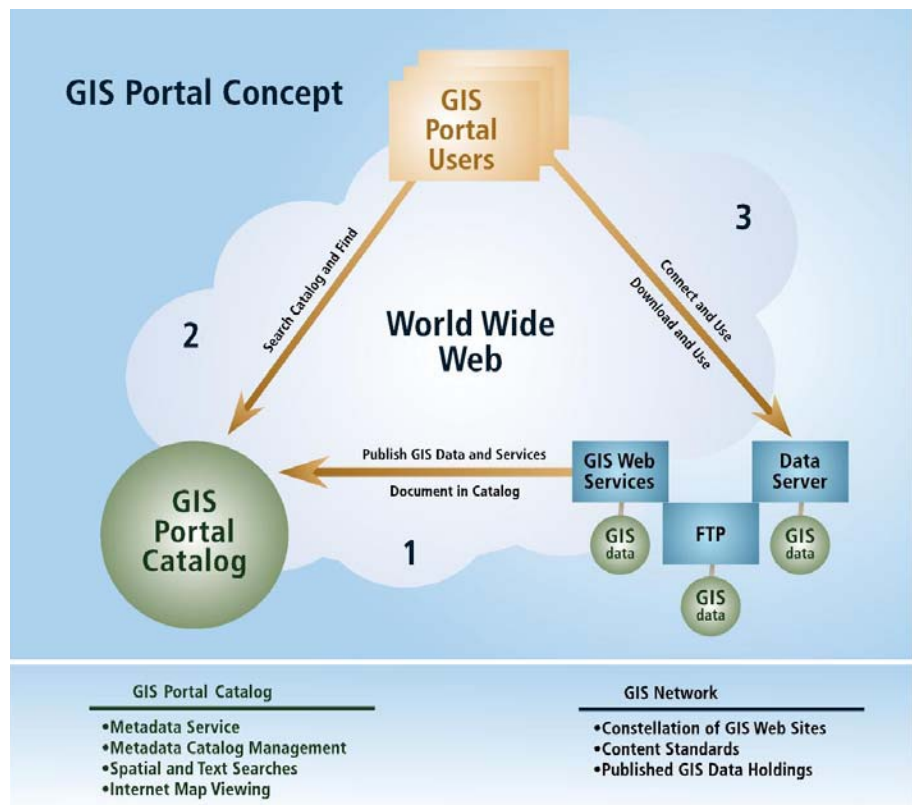 GIS Portal Concept
GIS
Portal
Users
3
Search Catalog and Find
Connect and Use
Download and Use
2
World Wide
Web
Publish GIS Data and Services
Document in Catalog
GIS Web
Services
Data
Server
GIS
Portal
Catalog
1
GIS
data
FTP
GIS
data
GIS
data
GIS Portal Catalog
•Metadata Service
•Metadata Catalog Management
•Spatial and Text Searches
•Internet Map Viewing
GIS Network
•Constellation of GIS Web Sites
•Content Standards
•Published GIS Data Holdings